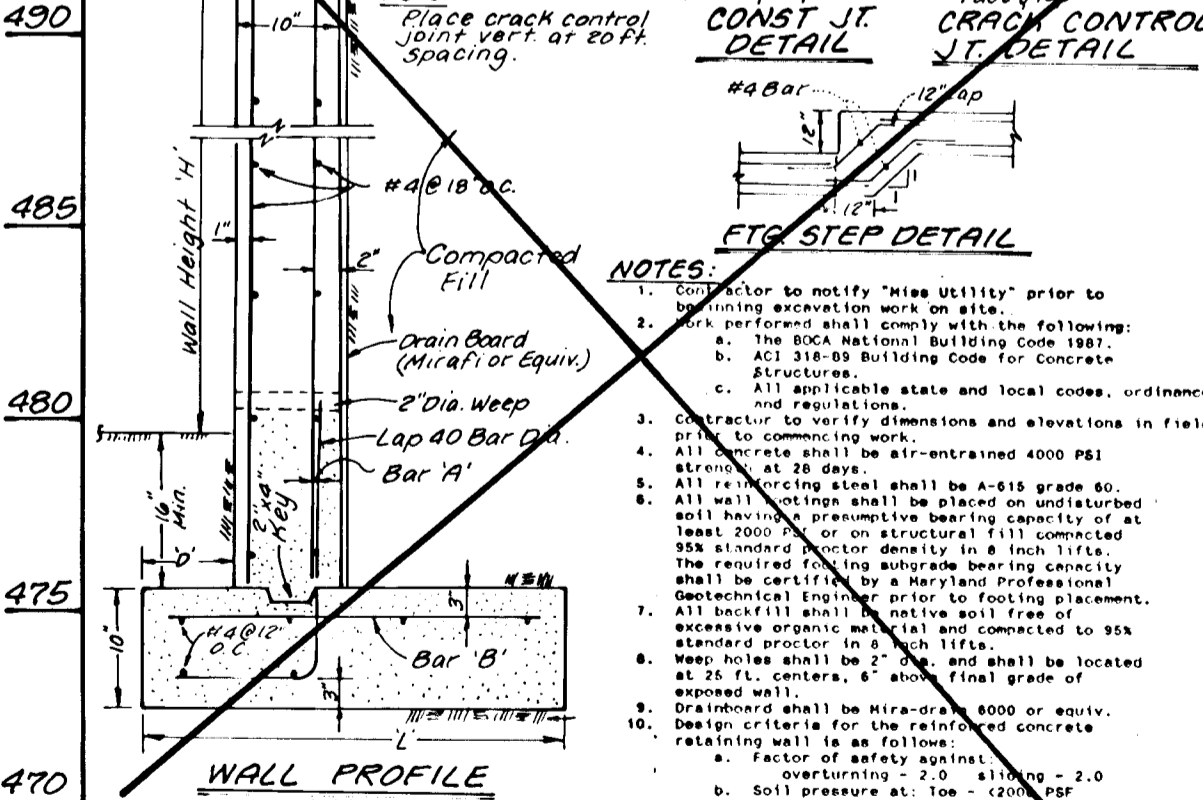 490
485
480
475
470
10"
Place crack control
joint vert. at 20 ft.
spacing.
CONST JT.
DETAIL
CRACK CONTROL
JT. DETAIL
#4 Bar
12" Lap
12"
1
1
12"
FTG. STEP DETAIL
Wall Height 'H'
#4 @ 18" O.C.
1"
2"
Compacted
Fill
Drain Board
(Mirafi or Equiv.)
2" Dia. Weep
Lap 40 Bar Dia.
Bar 'A'
16"
Min.
2"x4"
Key
'D'
10"
3"
#4@12"
O.C.
Bar 'B'
3"
'L'
WALL PROFILE
NOTES:
1. Contractor to notify "Miss Utility" prior to
beginning excavation work on site.
2. Work performed shall comply with the following:
a. The BOCA National Building Code 1987.
b. ACI 318-89 Building Code for Concrete
Structures.
c. All applicable state and local codes, ordinance
and regulations.
3. Contractor to verify dimensions and elevations in field
prior to commencing work.
4. All concrete shall be air-entrained 4000 PSI
strength at 28 days.
5. All reinforcing steel shall be A-615 grade 60.
6. All wall footings shall be placed on undisturbed
soil having a presumptive bearing capacity of at
least 2000 PSF or on structural fill compacted
95% standard proctor density in 8 inch lifts.
The required footing subgrade bearing capacity
shall be certified by a Maryland Professional
Geotechnical Engineer prior to footing placement.
7. All backfill shall be native soil free of
excessive organic material and compacted to 95%
standard proctor in 8 inch lifts.
8. Weep holes shall be 2" dia. and shall be located
at 25 ft. centers, 6" above final grade of
exposed wall.
9. Drainboard shall be Mira-drain 6000 or equiv.
10. Design criteria for the reinforced concrete
retaining wall is as follows:
a. Factor of safety against:
overturning - 2.0 sliding - 2.0
b. Soil pressure at: Toe - <2000 PSF